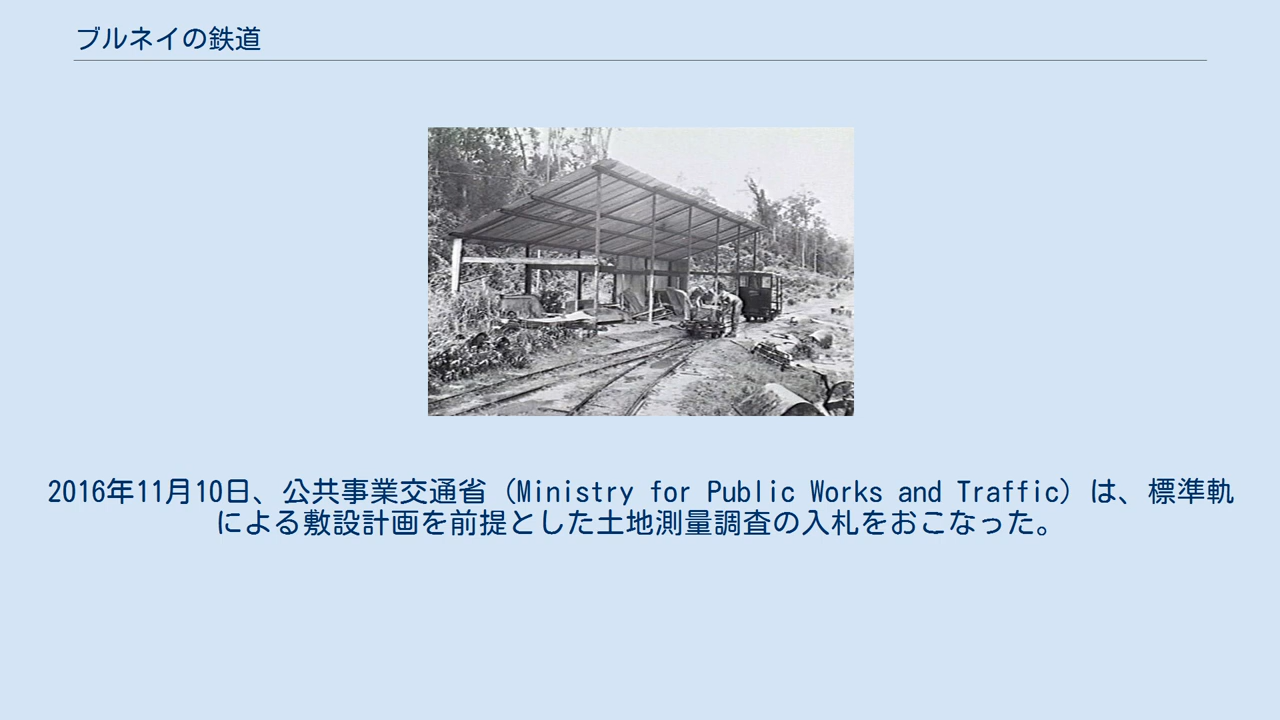 ブルネイの鉄道
2016年11月10日、公共事業交通省（Ministry for Public Works and Traffic）は、標準軌
による敷設計画を前提とした土地測量調査の入札をおこなった。